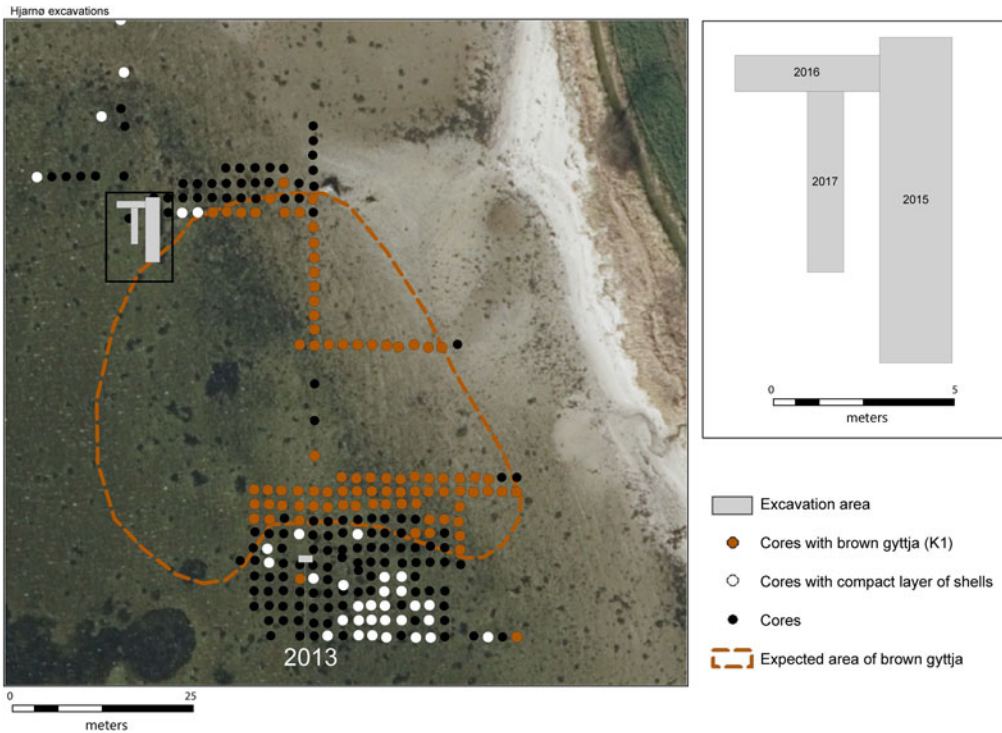 Hjarnø excavations
2016
2017
2015
0 5
meters
Excavation area
Cores with brown gyttja (K1)
Cores with compact layer of shells
Cores
Expected area of brown gyttja
2013
0 25
meters